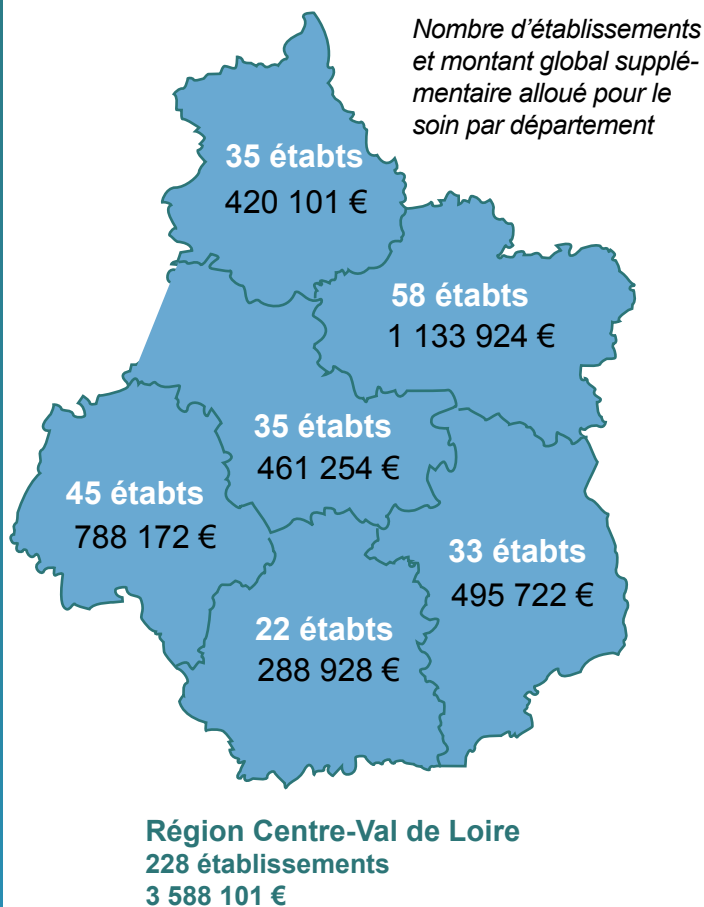 Nombre d'établissements
et montant global supplé-
mentaire alloué pour le
soin par département
35 établts
420 101 €
58 étabts
1 133 924 €
35 étabts
461 254 €
45 étabts
788 172 €
33 étabts
495 722 €
22 étabts
288 928 €
Région Centre-Val de Loire
228 établissements
3 588 101 €